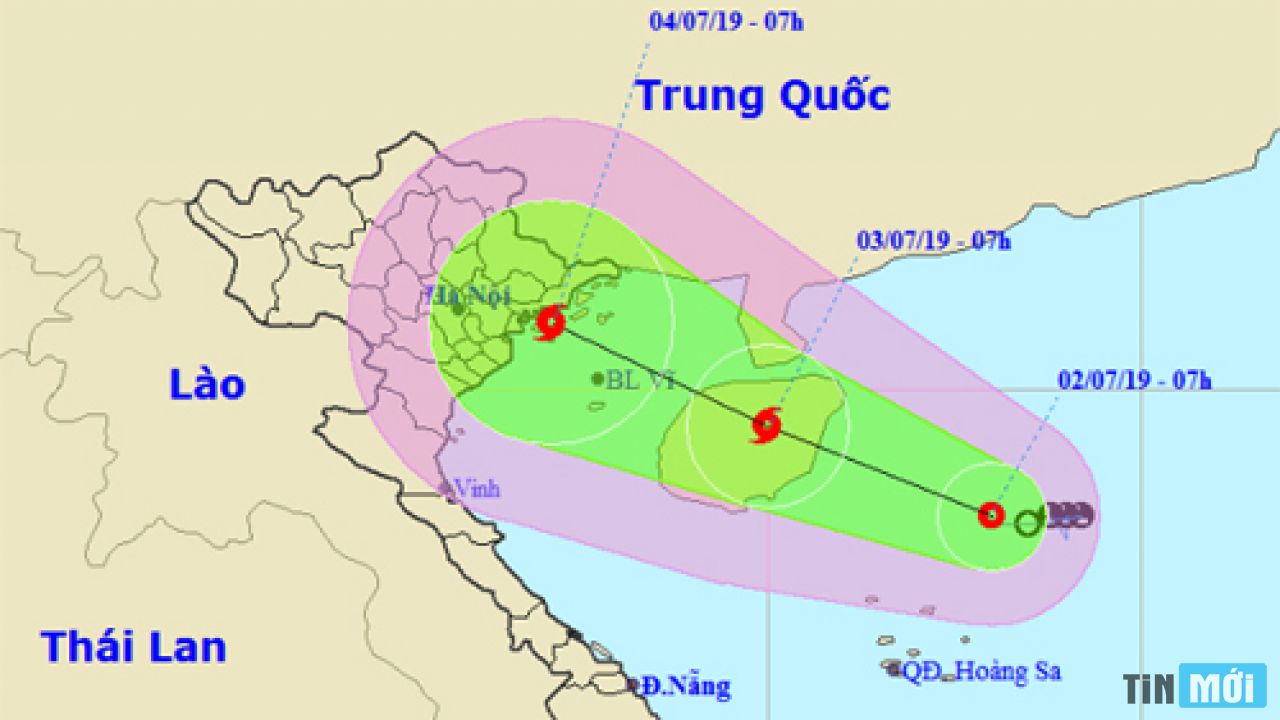 04/07/19 - 07h
Trung Quốc
03/07/19 - 07h
Hà Nội
02/07/19 - 07h
BL VĨ
Lào
Vinh
Thái Lan
QĐ. Hoàng Sa
Đ.Nẵng
TiN MỚI